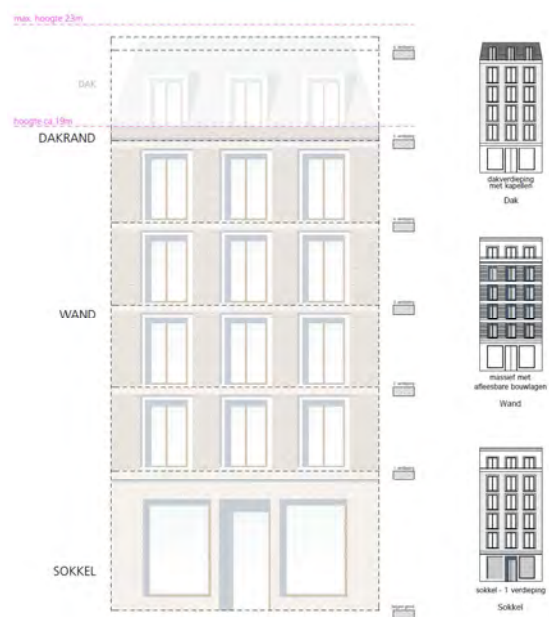 max. hoogte 23m
DAK
hoogte ca.19m
DAKRAND
WAND
SOKKEL
dakverdieping
met kapellen
Dak
massief met
afleesbare bouwlagen
Wand
sokkel - 1 verdieping
Sokkel